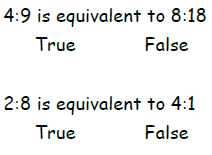 4:9 is equivalent to 8:18
True False
2:8 is equivalent to 4:1
True False